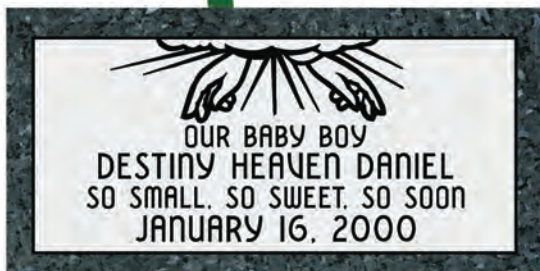 OUR BABY BOY
DESTINY HEAVEN DANIEL
SO SMALL, SO SWEET, SO SOON
JANUARY 16, 2000